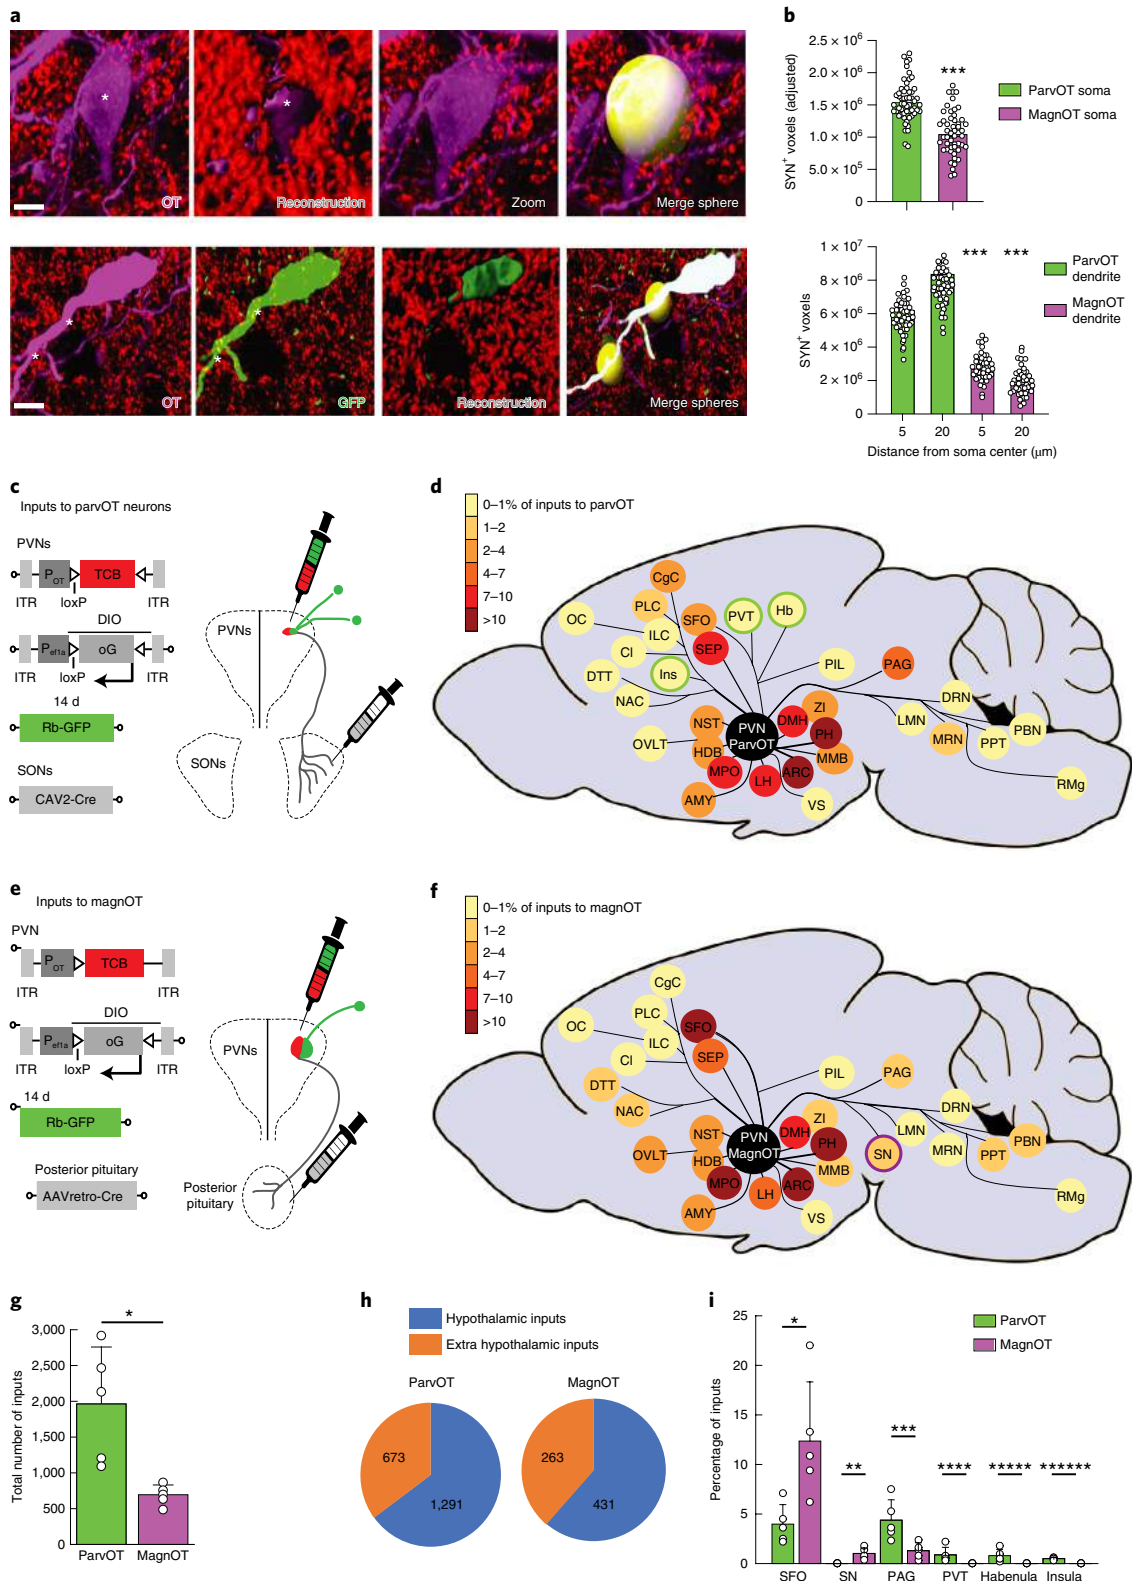 a
OT
Reconstruction
Zoom
Merge sphere
OT
GFP
Reconstruction
Merge spheres
b
SYN+ voxels (adjusted)
2.5 × 10⁶
2.0 × 10⁶
1.5 × 10⁶
1.0 × 10⁶
5.0 × 10⁵
0
***
ParvOT soma
MagnOT soma
SYN+ voxels
1 × 10⁷
8 × 10⁶
6 × 10⁶
4 × 10⁶
2 × 10⁶
0
*** ***
ParvOT
dendrite
MagnOT
dendrite
5 20 5 20
Distance from soma center (μm)
c
Inputs to parvOT neurons
PVNs
P_OT TCB
ITR loxP ITR
DIO
P_ef1a oG
ITR loxP ITR
14 d
Rb-GFP
SONs
CAV2-Cre
PVNs
SONs
d
0–1% of inputs to parvOT
1–2
2–4
4–7
7–10
>10
CgC
PLC
SFO
PVT
Hb
OC
ILC
SEP
CI
Ins
PIL
PAG
DTT
NAC
DRN
NST
PVN
ParvOT
DMH
ZI
LMN
PBN
OVLT
HDB
PH
MRN
PPT
MMB
MPO
LH
ARC
RMg
AMY
VS
e
Inputs to magnOT
PVN
P_OT TCB
ITR ITR
DIO
P_ef1a oG
ITR loxP ITR
14 d
Rb-GFP
Posterior pituitary
AAVretro-Cre
PVNs
Posterior
pituitary
f
0–1% of inputs to magnOT
1–2
2–4
4–7
7–10
>10
CgC
PLC
SFO
OC
ILC
SEP
CI
PIL
PAG
DTT
NAC
DRN
ZI
LMN
NST
PVN
MagnOT
DMH
PH
PBN
OVLT
HDB
SN
MRN
PPT
MMB
MPO
LH
ARC
RMg
AMY
VS
g
Total number of inputs
3,000
2,500
2,000
1,500
1,000
500
0
*
ParvOT MagnOT
h
Hypothalamic inputs
Extra hypothalamic inputs
ParvOT MagnOT
673
1,291
263
431
i
Percentage of inputs
25
20
15
10
5
0
ParvOT
MagnOT
*
**
***
****
*****
******
SFO SN PAG PVT Habenula Insula